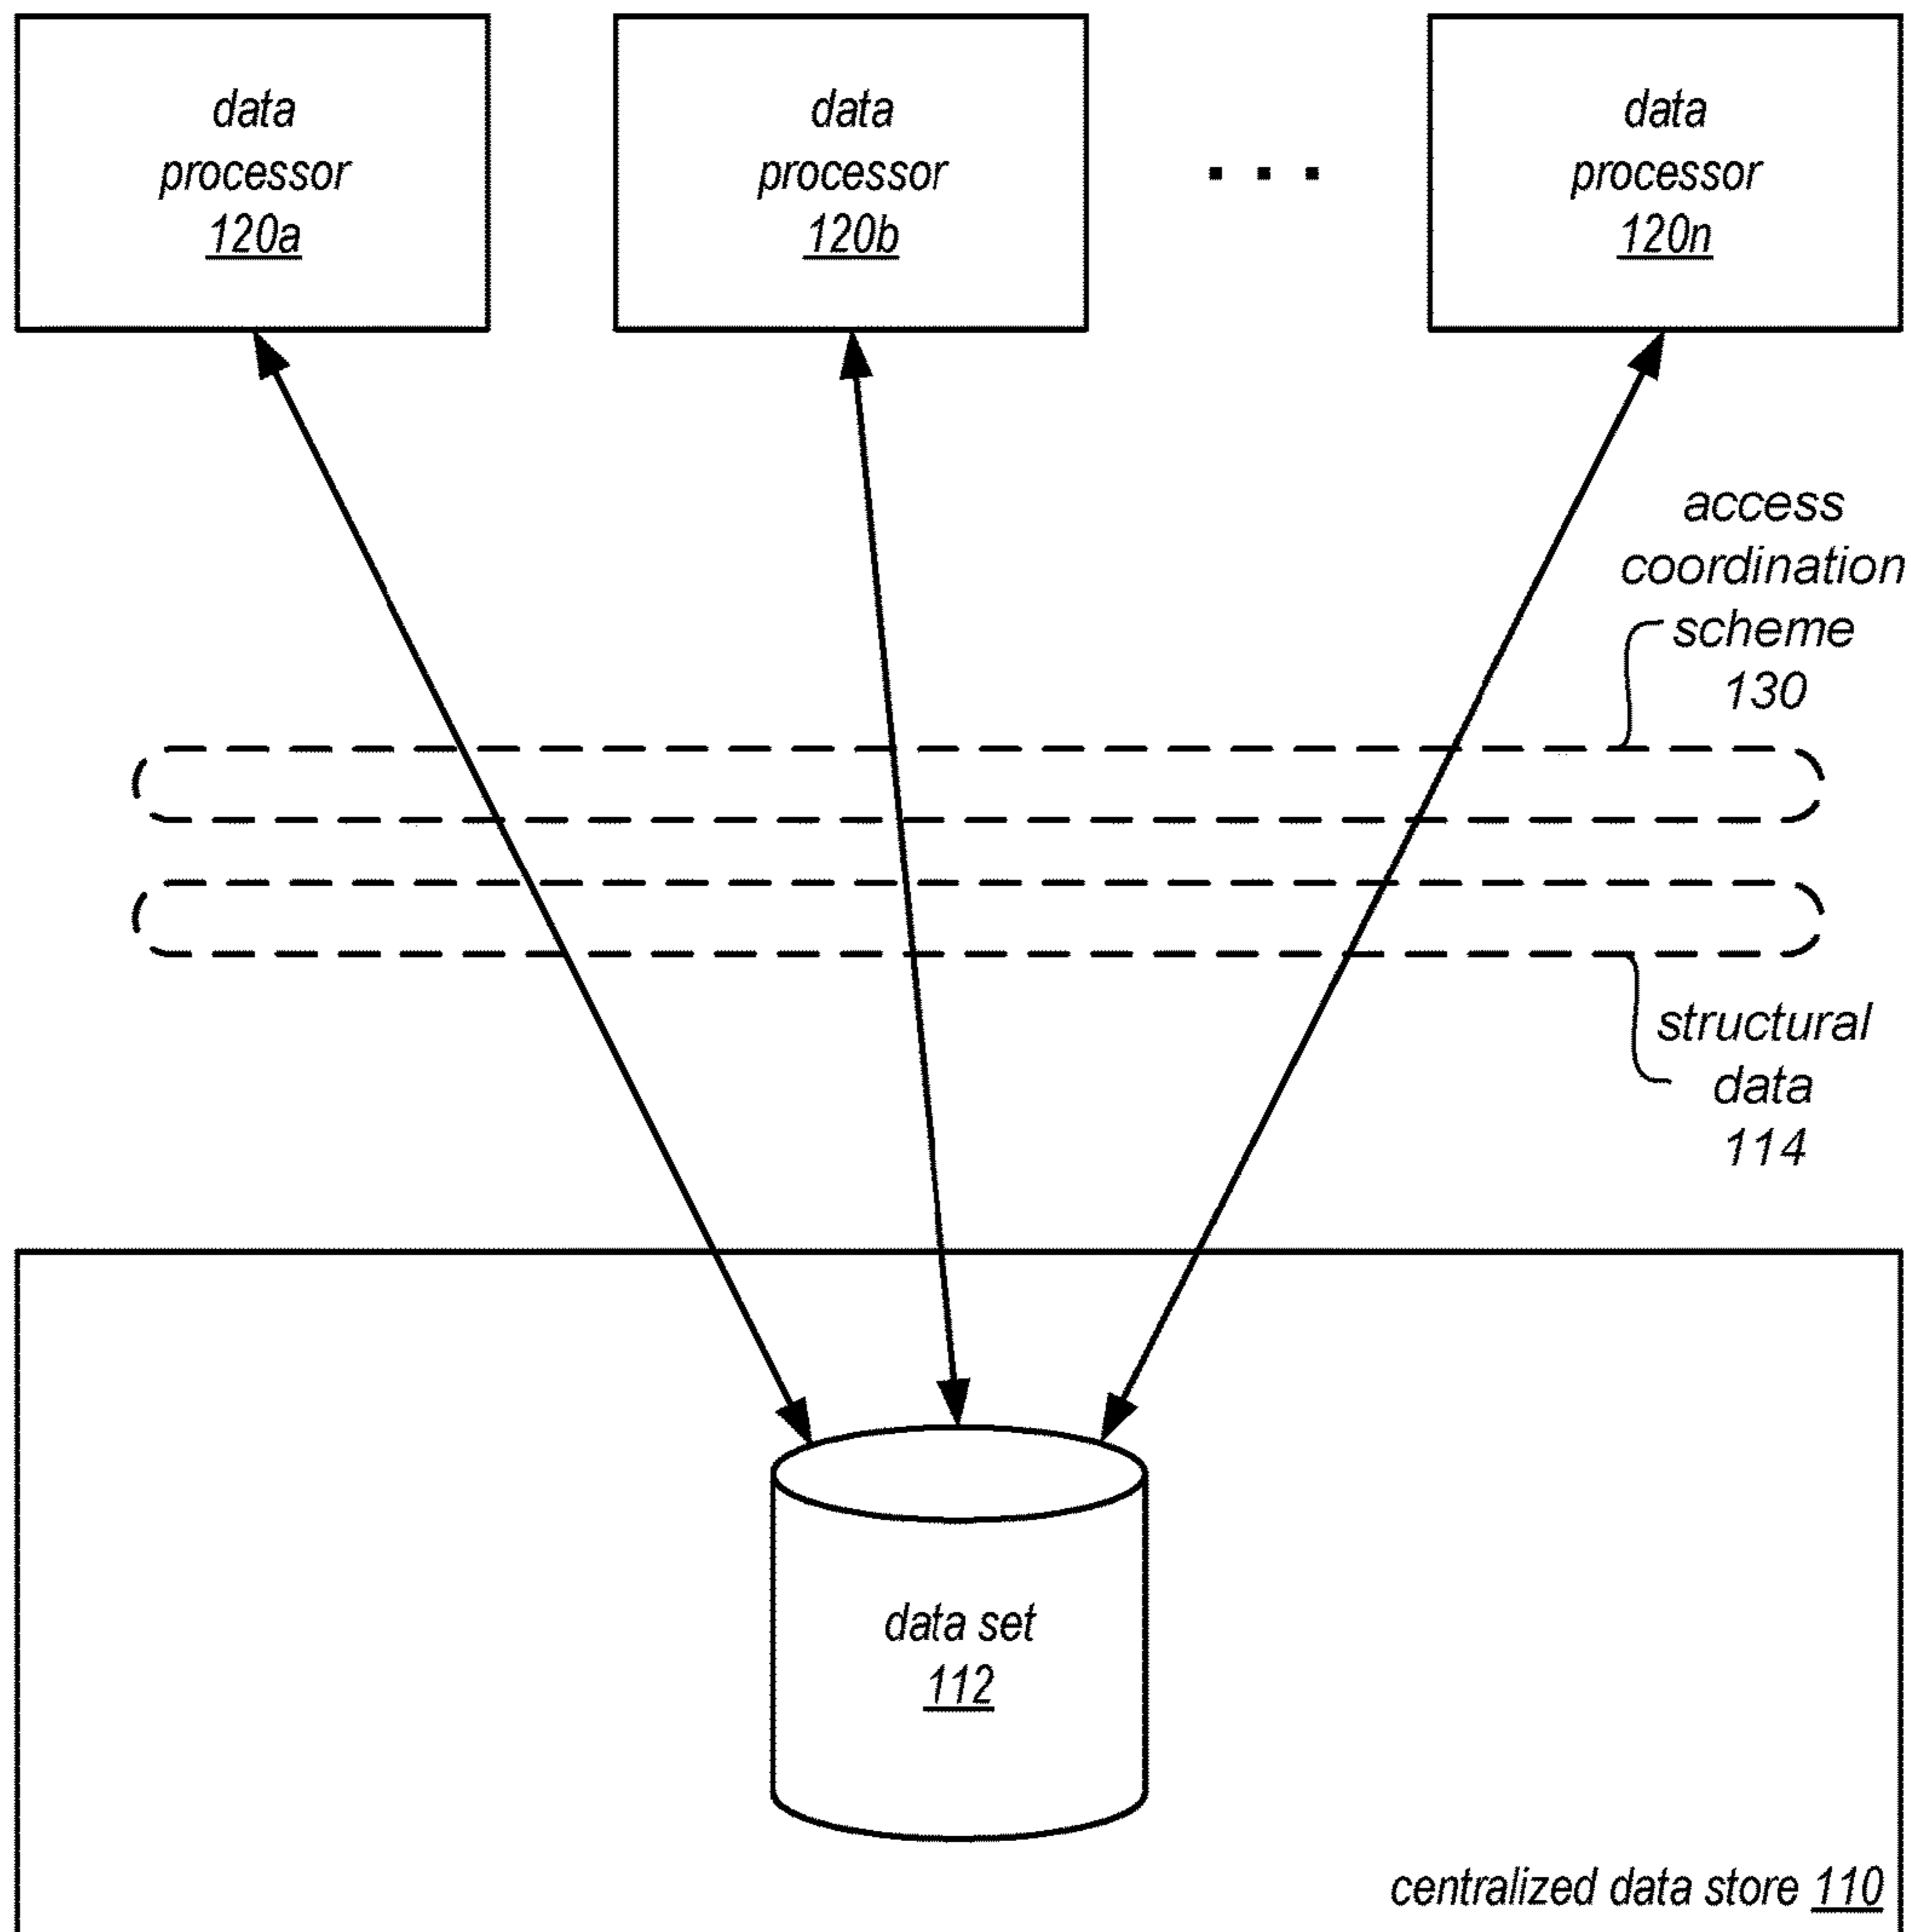 data
processor
120a
data
processor
120b
. . .
data
processor
120n
access
coordination
scheme
130
structural
data
114
data set
112
centralized data store 110